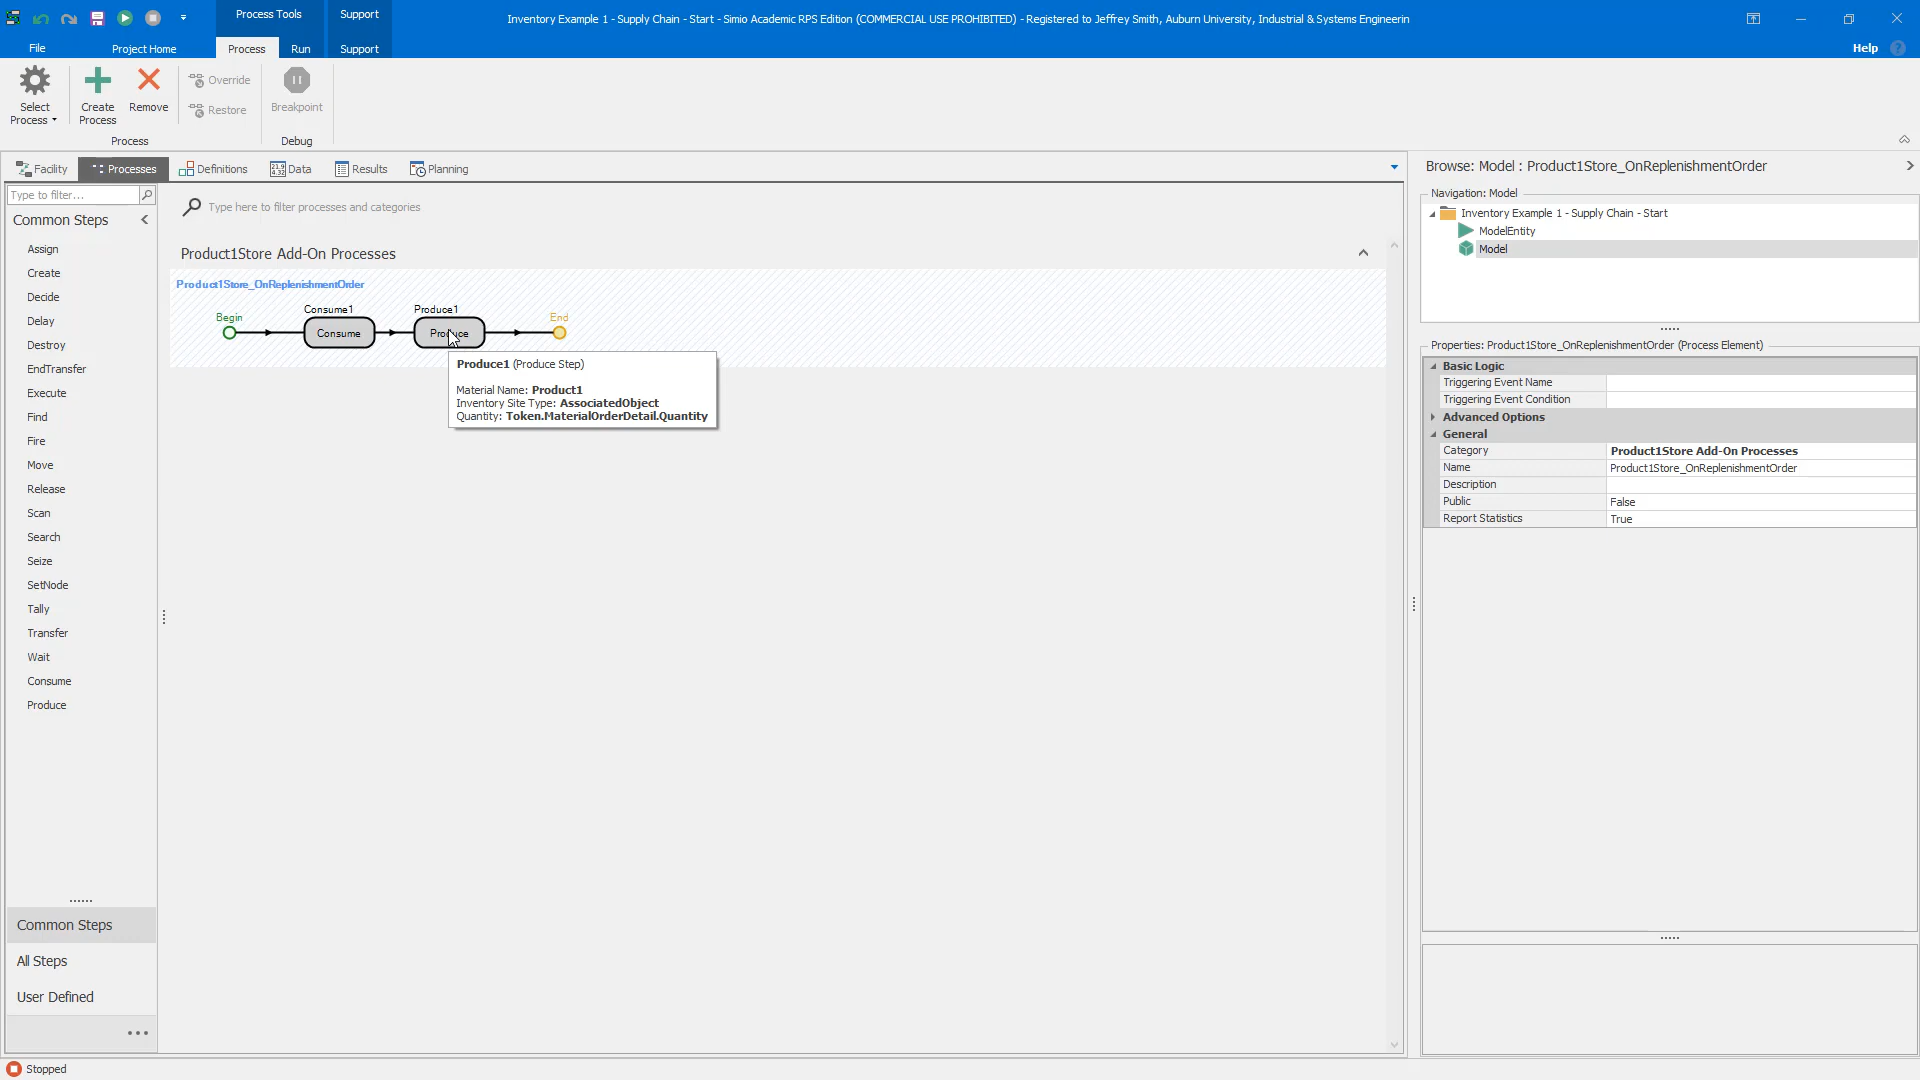 Process Tools
Support
Inventory Example 1 - Supply Chain - Start - Simio Academic RPS Edition (COMMERCIAL USE PROHIBITED) - Registered to Jeffrey Smith, Auburn University, Industrial & Systems Engineerin
File
Project Home
Process
Run
Support
Help
Select Process
Create Process
Remove
Override
Restore
Breakpoint
Process
Debug
Facility
Processes
Definitions
Data
Results
Planning
Type to filter...
Common Steps
Assign
Create
Decide
Delay
Destroy
EndTransfer
Execute
Find
Fire
Move
Release
Scan
Search
Seize
SetNode
Tally
Transfer
Wait
Consume
Produce
Common Steps
All Steps
User Defined
Type here to filter processes and categories
Product1Store Add-On Processes
Product1Store_OnReplenishmentOrder
Begin
Consume1
Consume
Produce1
Produce
End
Produce1 (Produce Step)
Material Name: Product1
Inventory Site Type: AssociatedObject
Quantity: Token.MaterialOrderDetail.Quantity
Browse: Model : Product1Store_OnReplenishmentOrder
Navigation: Model
Inventory Example 1 - Supply Chain - Start
ModelEntity
Model
Properties: Product1Store_OnReplenishmentOrder (Process Element)
Basic Logic
Triggering Event Name
Triggering Event Condition
Advanced Options
General
Category Product1Store Add-On Processes
Name Product1Store_OnReplenishmentOrder
Description
Public False
Report Statistics True
Stopped